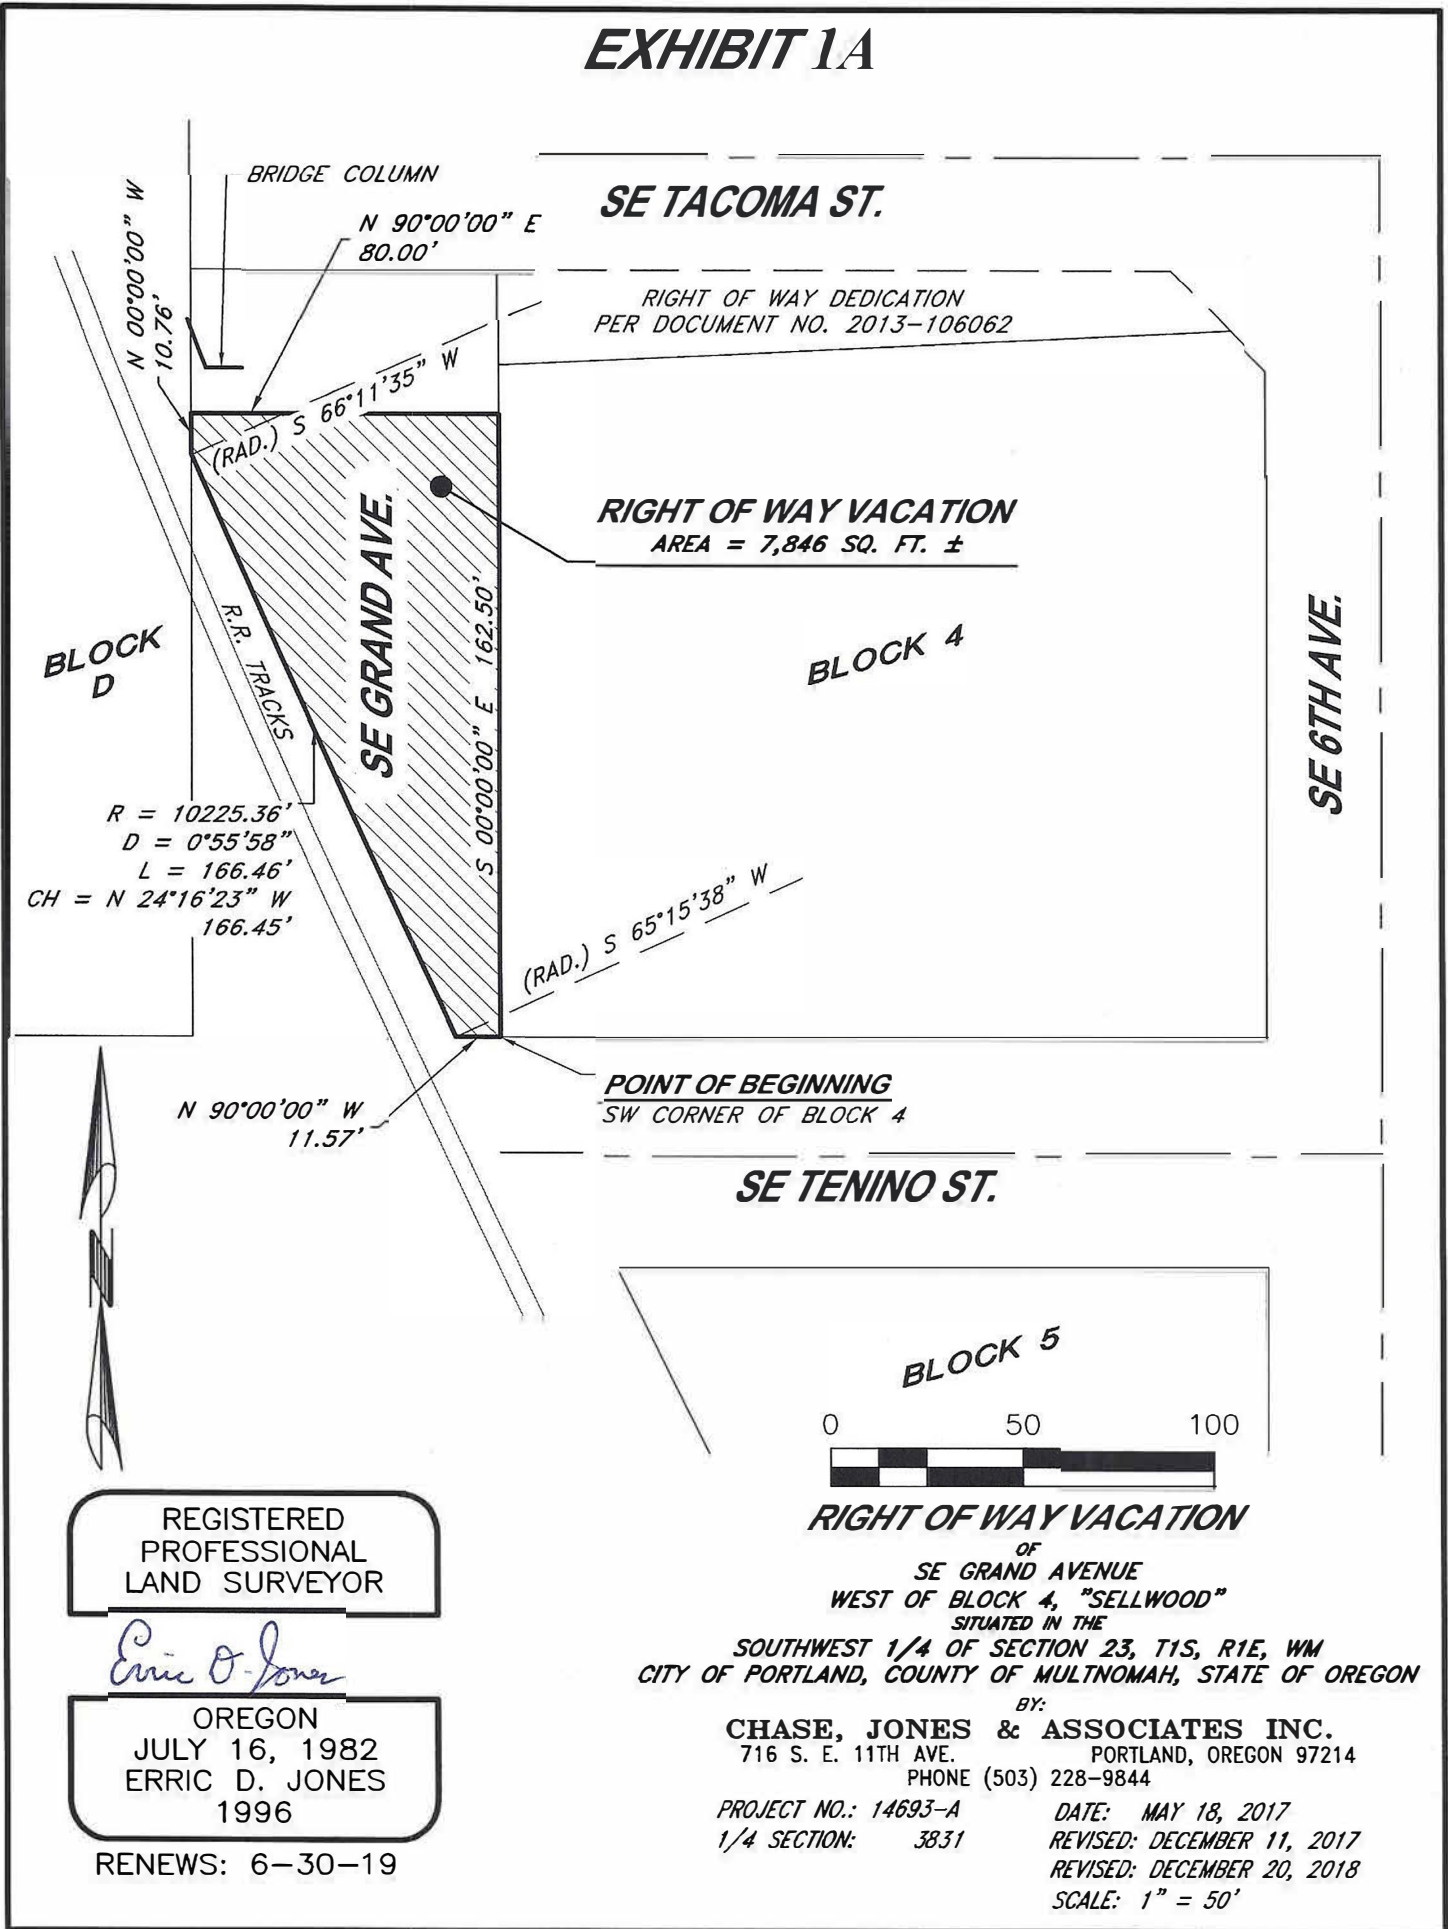 EXHIBIT 1A
BRIDGE COLUMN
N 00°00'00" W
10.76'
N 90°00'00" E
80.00'
SE TACOMA ST.
RIGHT OF WAY DEDICATION
PER DOCUMENT NO. 2013-106062
(RAD.) S 66°11'35" W
RIGHT OF WAY VACATION
AREA = 7,846 SQ. FT. ±
SE GRAND AVE.
S 00°00'00" E 162.50'
R.R. TRACKS
BLOCK
D
BLOCK 4
SE 6TH AVE.
R = 10225.36'
D = 0°55'58"
L = 166.46'
CH = N 24°16'23" W
166.45'
(RAD.) S 65°15'38" W
N 90°00'00" W
11.57'
POINT OF BEGINNING
SW CORNER OF BLOCK 4
SE TENINO ST.
N
BLOCK 5
0 50 100
REGISTERED
PROFESSIONAL
LAND SURVEYOR
Erric D. Jones
OREGON
JULY 16, 1982
ERRIC D. JONES
1996
RENEWS: 6-30-19
RIGHT OF WAY VACATION
OF
SE GRAND AVENUE
WEST OF BLOCK 4, "SELLWOOD"
SITUATED IN THE
SOUTHWEST 1/4 OF SECTION 23, T1S, R1E, WM
CITY OF PORTLAND, COUNTY OF MULTNOMAH, STATE OF OREGON
BY:
CHASE, JONES & ASSOCIATES INC.
716 S. E. 11TH AVE. PORTLAND, OREGON 97214
PHONE (503) 228-9844
PROJECT NO.: 14693-A DATE: MAY 18, 2017
1/4 SECTION: 3831 REVISED: DECEMBER 11, 2017
REVISED: DECEMBER 20, 2018
SCALE: 1" = 50'